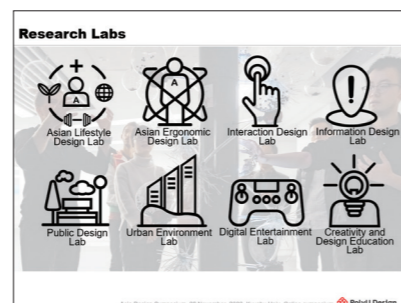 Research Labs
A
A
Asian Lifestyle
Design Lab
Asian Ergonomic
Design Lab
Interaction Design
Lab
Information Design
Lab
Public Design
Lab
Urban Environment
Lab
Digital Entertainment
Lab
Creativity and
Design Education
Lab
PolyU Design